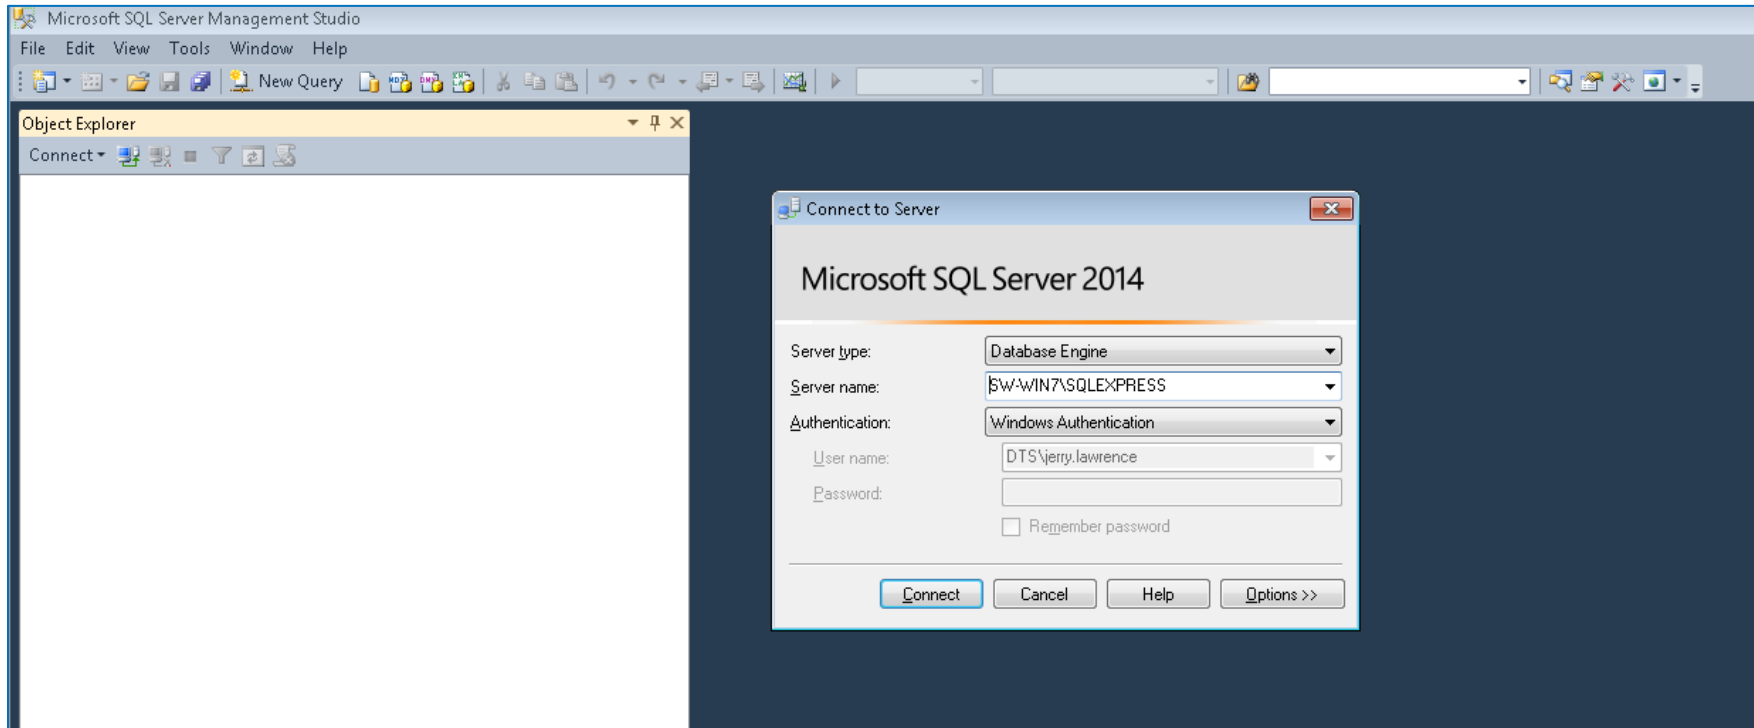 Microsoft SQL Server Management Studio
File Edit View Tools Window Help
New Query
Object Explorer
Connect
Connect to Server
Microsoft SQL Server 2014
Server type: Database Engine
Server name: SW-WIN7\SQLEXPRESS
Authentication: Windows Authentication
User name: DTS\jerry.lawrence
Password:
Remember password
Connect Cancel Help Options >>